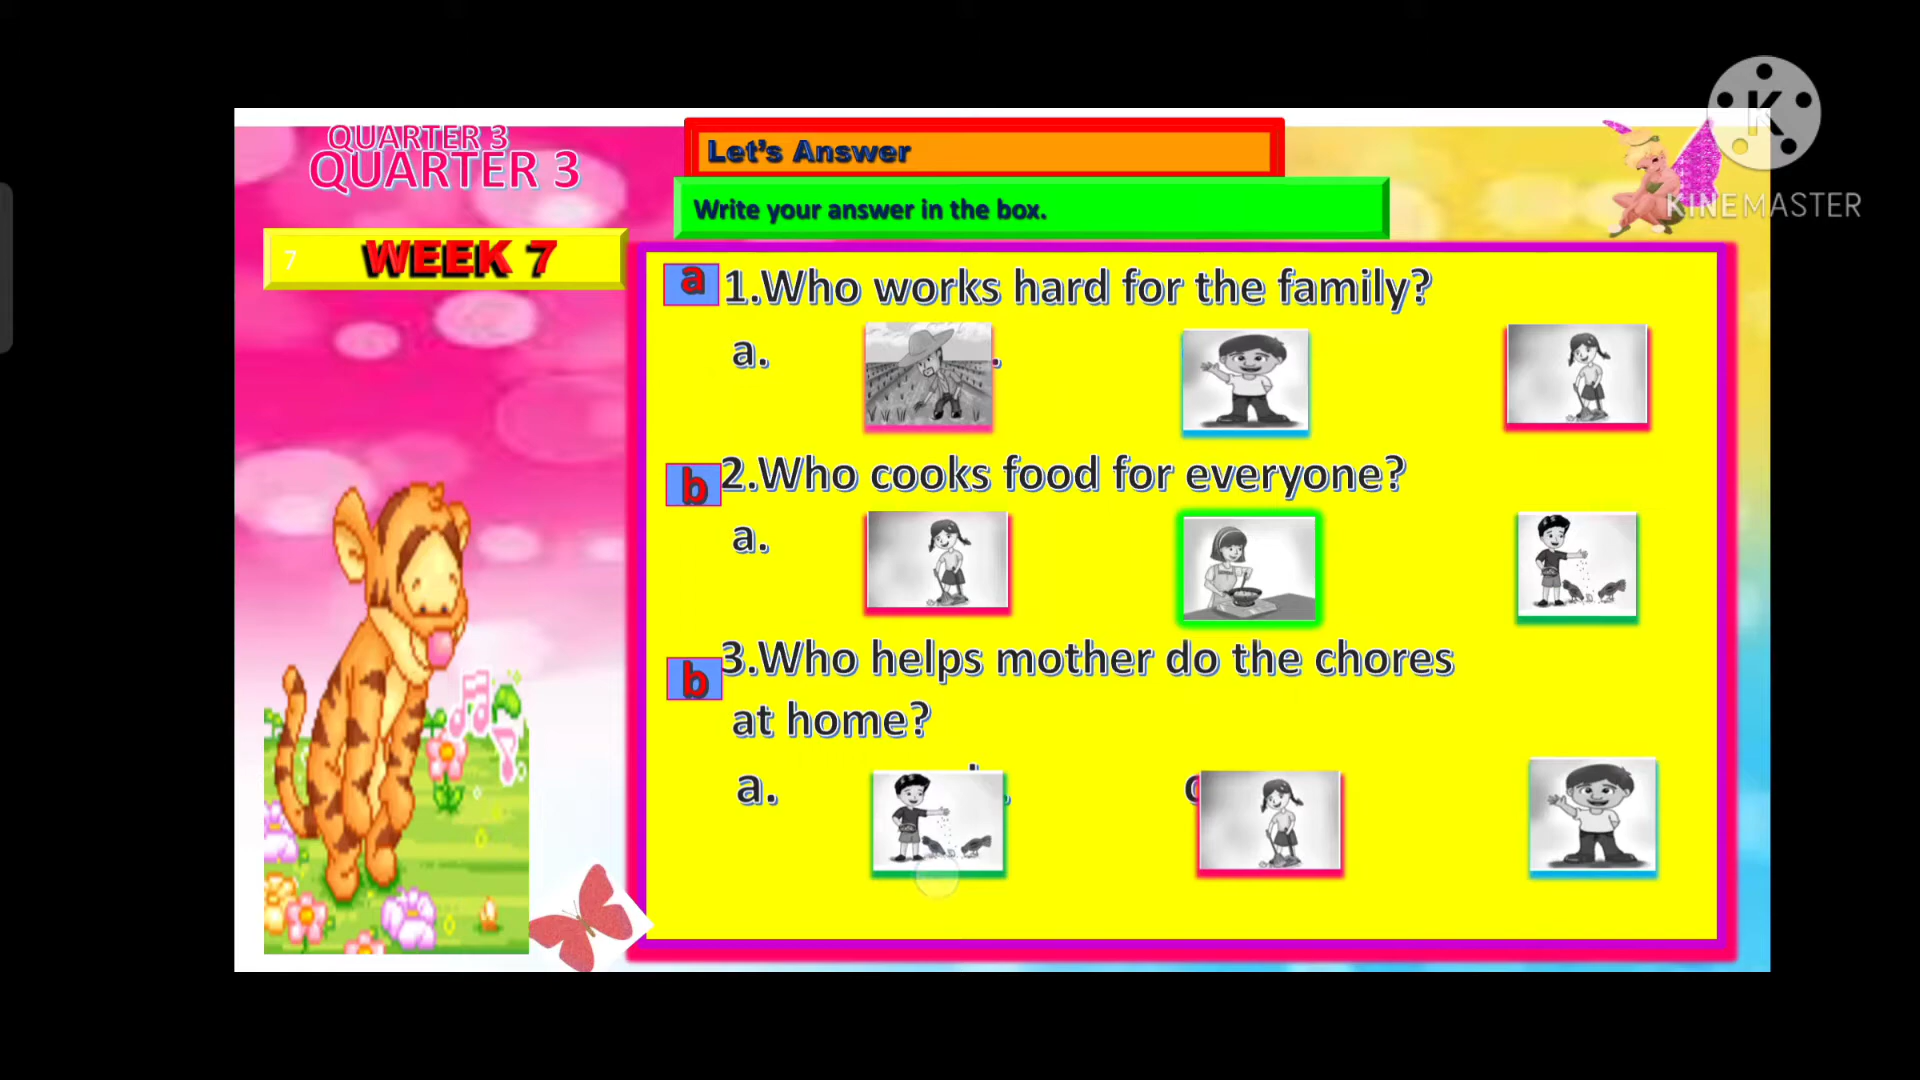 QUARTER 3
QUARTER 3
Let's Answer
Write your answer in the box.
7
WEEK 7
K
KINEMASTER
a 1.Who works hard for the family?
a.
b 2.Who cooks food for everyone?
a.
b 3.Who helps mother do the chores
at home?
a.